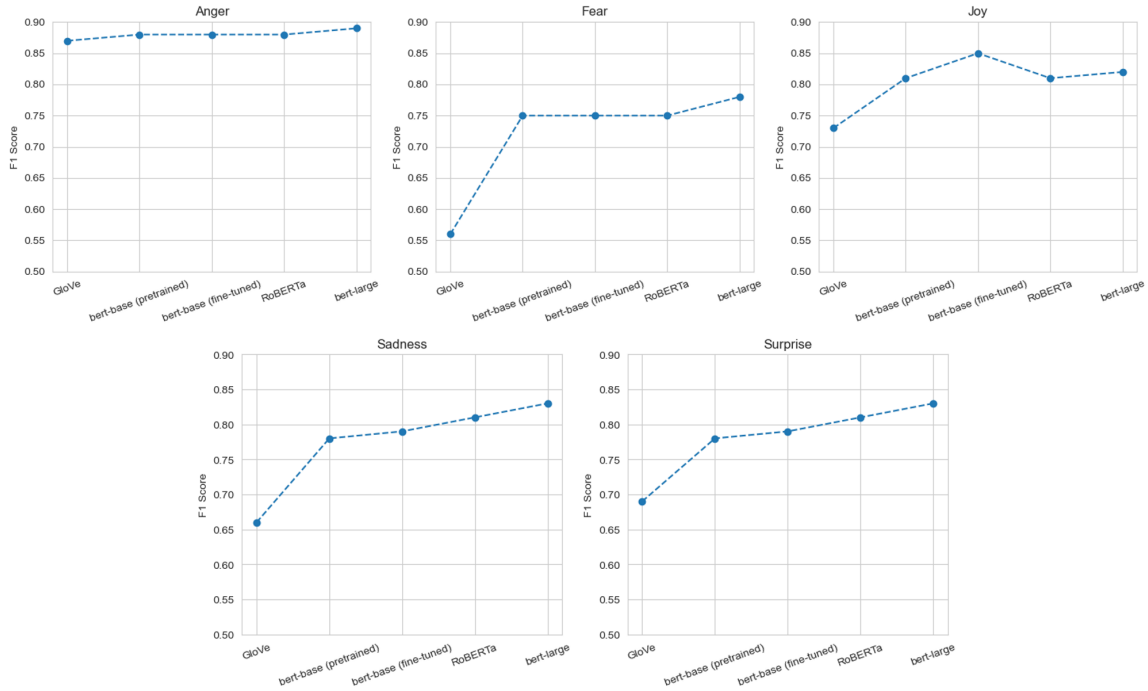 Anger
0.90
0.85
0.80
0.75
0.70
0.65
0.60
0.55
0.50
F1 Score
GloVe
bert-base (pretrained)
bert-base (fine-tuned)
RoBERTa
bert-large
Fear
0.90
0.85
0.80
0.75
0.70
0.65
0.60
0.55
0.50
F1 Score
GloVe
bert-base (pretrained)
bert-base (fine-tuned)
RoBERTa
bert-large
Joy
0.90
0.85
0.80
0.75
0.70
0.65
0.60
0.55
0.50
F1 Score
GloVe
bert-base (pretrained)
bert-base (fine-tuned)
RoBERTa
bert-large
Sadness
0.90
0.85
0.80
0.75
0.70
0.65
0.60
0.55
0.50
F1 Score
GloVe
bert-base (pretrained)
bert-base (fine-tuned)
RoBERTa
bert-large
Surprise
0.90
0.85
0.80
0.75
0.70
0.65
0.60
0.55
0.50
F1 Score
GloVe
bert-base (pretrained)
bert-base (fine-tuned)
RoBERTa
bert-large